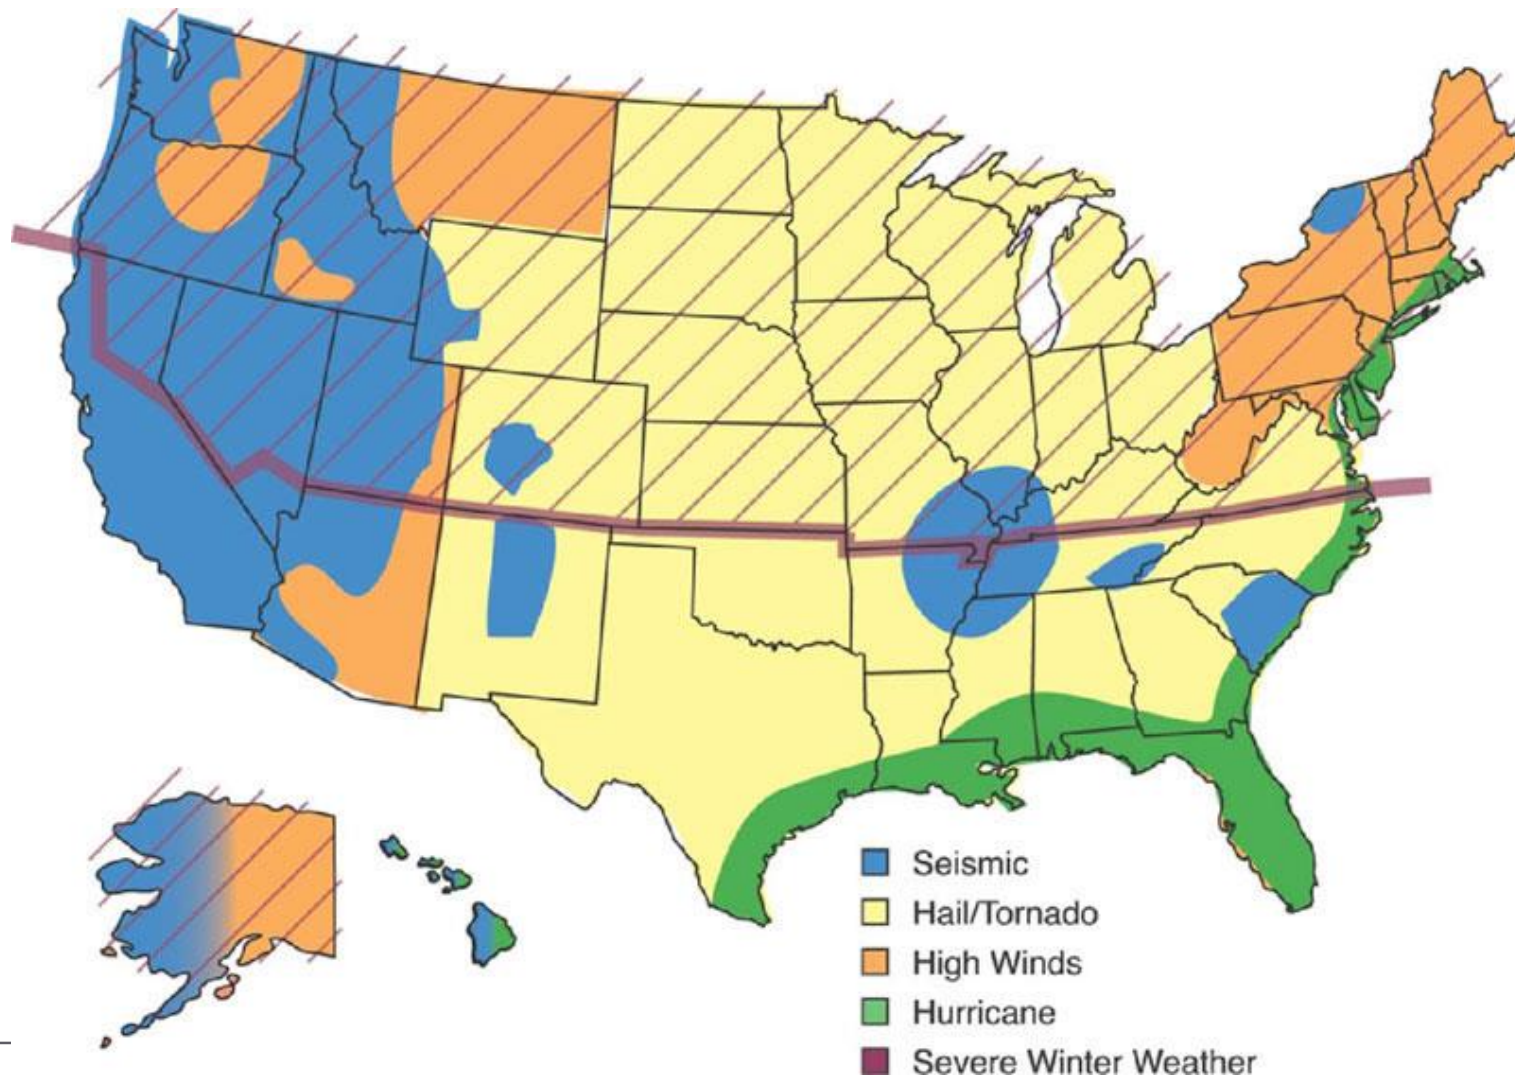 Seismic
Hail/Tornado
High Winds
Hurricane
Severe Winter Weather